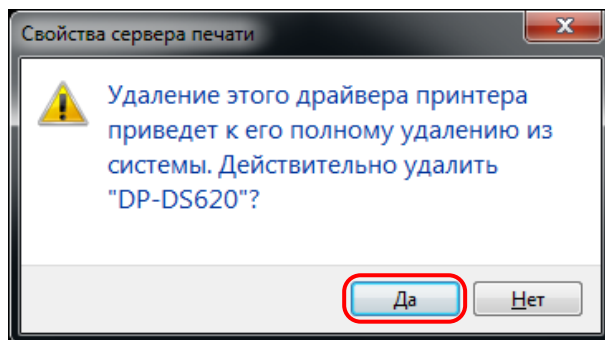 Свойства сервера печати
Удаление этого драйвера принтера
приведет к его полному удалению из
системы. Действительно удалить
"DP-DS620"?
Да
Нет